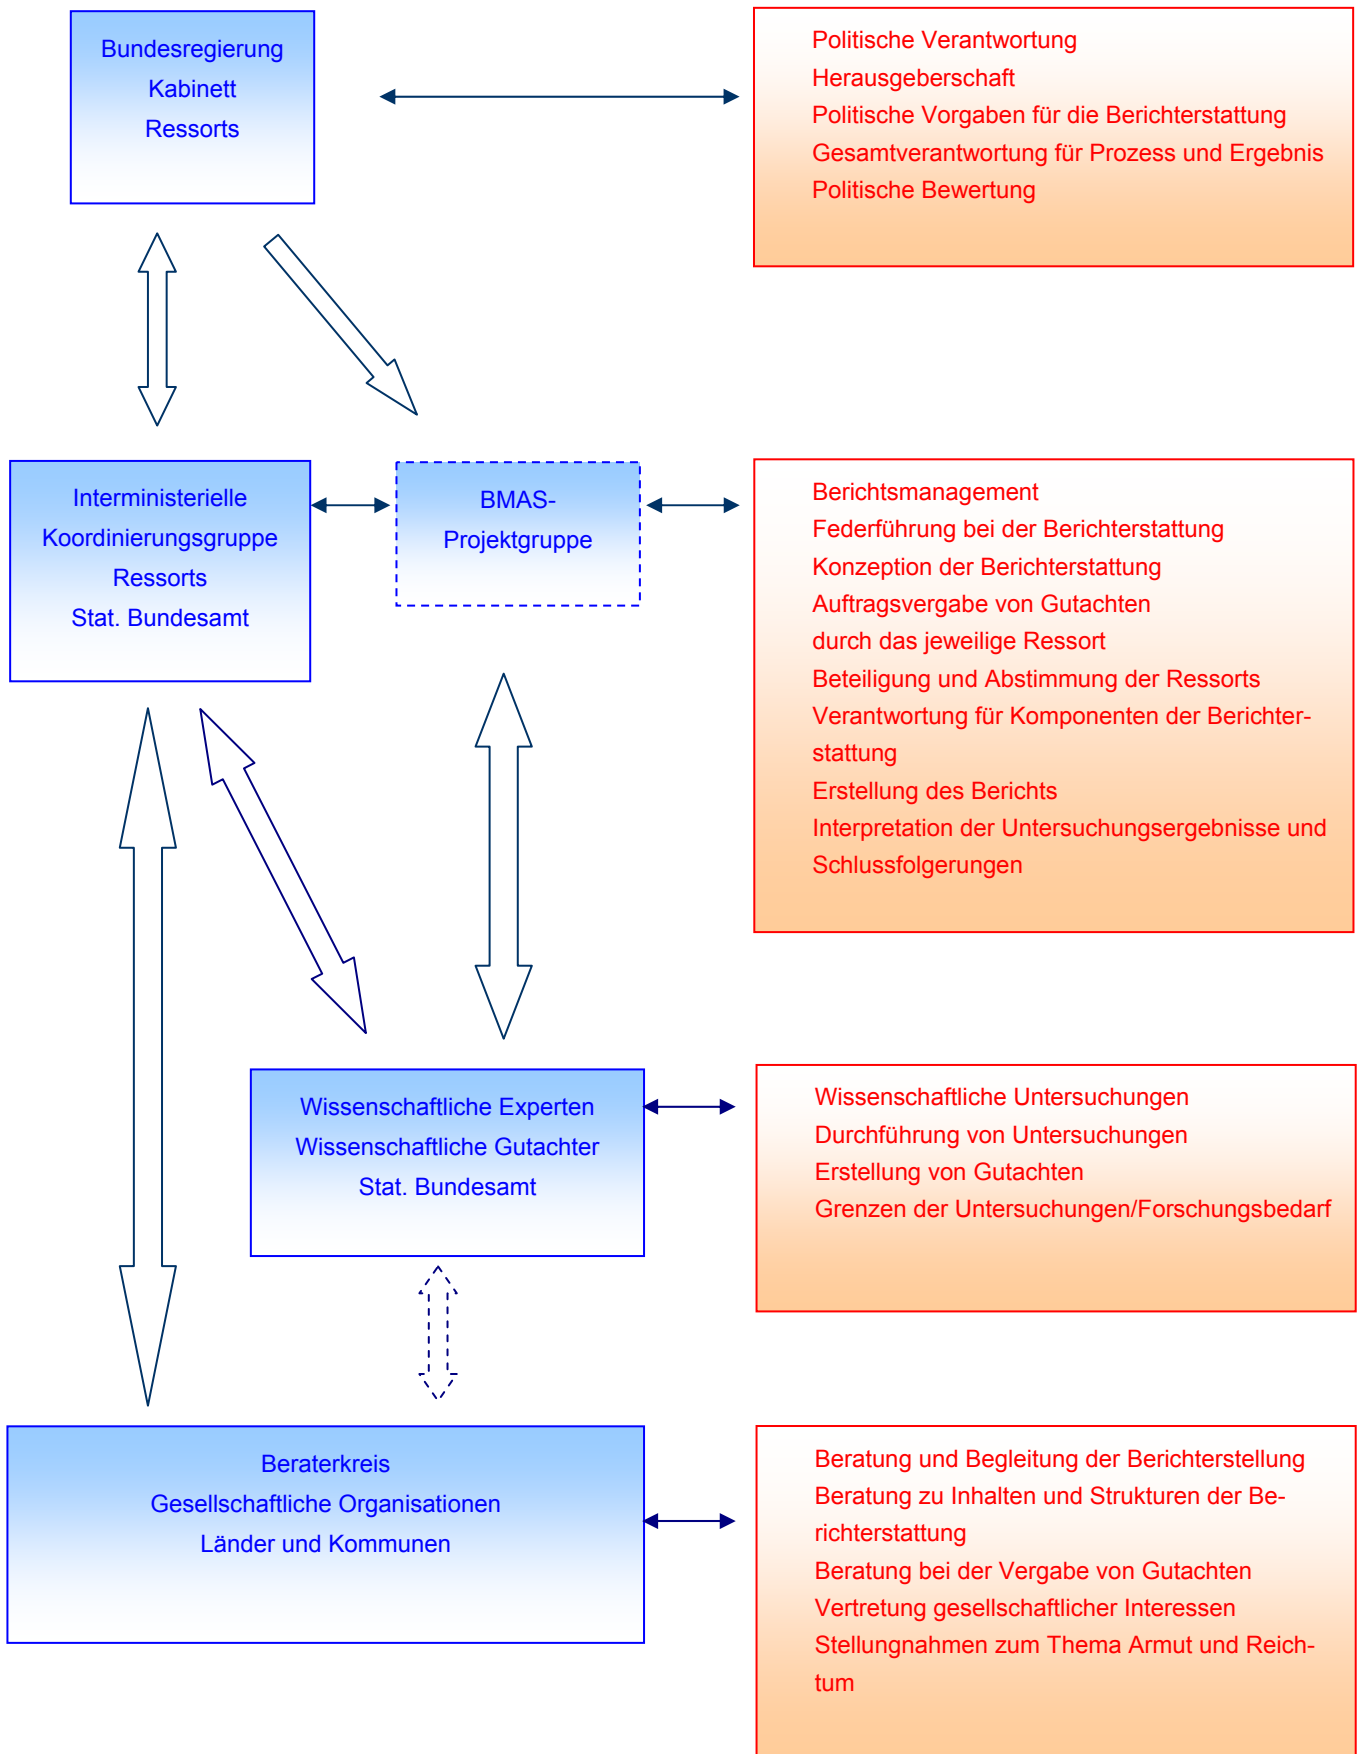 Bundesregierung
Kabinett
Ressorts
Politische Verantwortung
Herausgeberschaft
Politische Vorgaben für die Berichterstattung
Gesamtverantwortung für Prozess und Ergebnis
Politische Bewertung
Interministerielle
Koordinierungsgruppe
Ressorts
Stat. Bundesamt
BMAS-
Projektgruppe
Berichtsmanagement
Federführung bei der Berichterstattung
Konzeption der Berichterstattung
Auftragsvergabe von Gutachten
durch das jeweilige Ressort
Beteiligung und Abstimmung der Ressorts
Verantwortung für Komponenten der Berichter-
stattung
Erstellung des Berichts
Interpretation der Untersuchungsergebnisse und
Schlussfolgerungen
Wissenschaftliche Experten
Wissenschaftliche Gutachter
Stat. Bundesamt
Wissenschaftliche Untersuchungen
Durchführung von Untersuchungen
Erstellung von Gutachten
Grenzen der Untersuchungen/Forschungsbedarf
Beraterkreis
Gesellschaftliche Organisationen
Länder und Kommunen
Beratung und Begleitung der Berichterstellung
Beratung zu Inhalten und Strukturen der Be-
richterstattung
Beratung bei der Vergabe von Gutachten
Vertretung gesellschaftlicher Interessen
Stellungnahmen zum Thema Armut und Reich-
tum